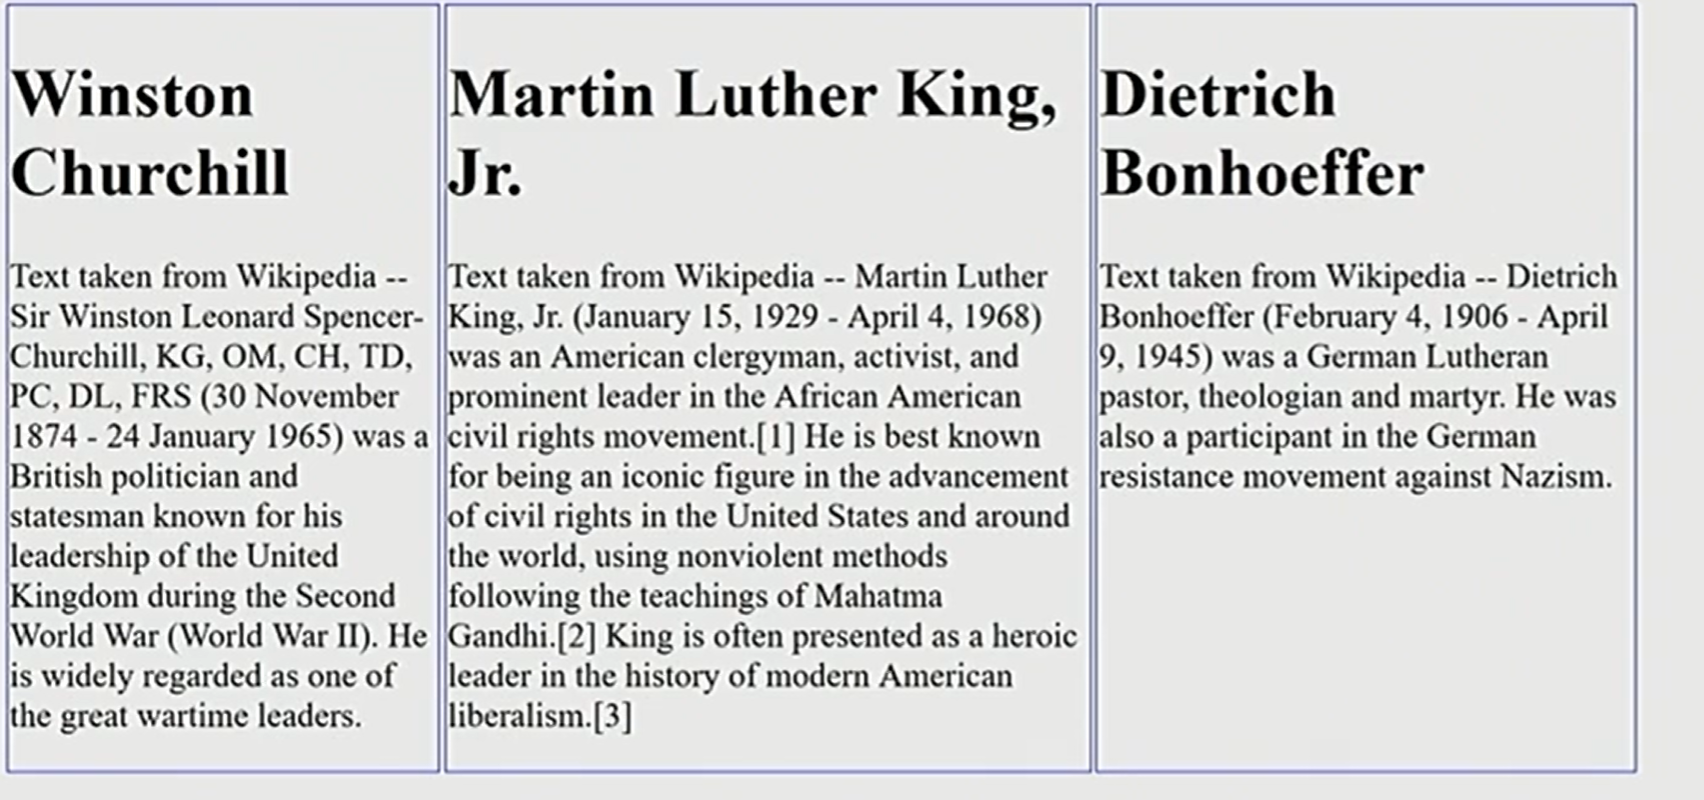 Winston
Churchill
Text taken from Wikipedia --
Sir Winston Leonard Spencer-
Churchill, KG, OM, CH, TD,
PC, DL, FRS (30 November
1874 - 24 January 1965) was a
British politician and
statesman known for his
leadership of the United
Kingdom during the Second
World War (World War II). He
is widely regarded as one of
the great wartime leaders.
Martin Luther King,
Jr.
Text taken from Wikipedia -- Martin Luther
King, Jr. (January 15, 1929 - April 4, 1968)
was an American clergyman, activist, and
prominent leader in the African American
civil rights movement.[1] He is best known
for being an iconic figure in the advancement
of civil rights in the United States and around
the world, using nonviolent methods
following the teachings of Mahatma
Gandhi.[2] King is often presented as a heroic
leader in the history of modern American
liberalism.[3]
Dietrich
Bonhoeffer
Text taken from Wikipedia -- Dietrich
Bonhoeffer (February 4, 1906 - April
9, 1945) was a German Lutheran
pastor, theologian and martyr. He was
also a participant in the German
resistance movement against Nazism.